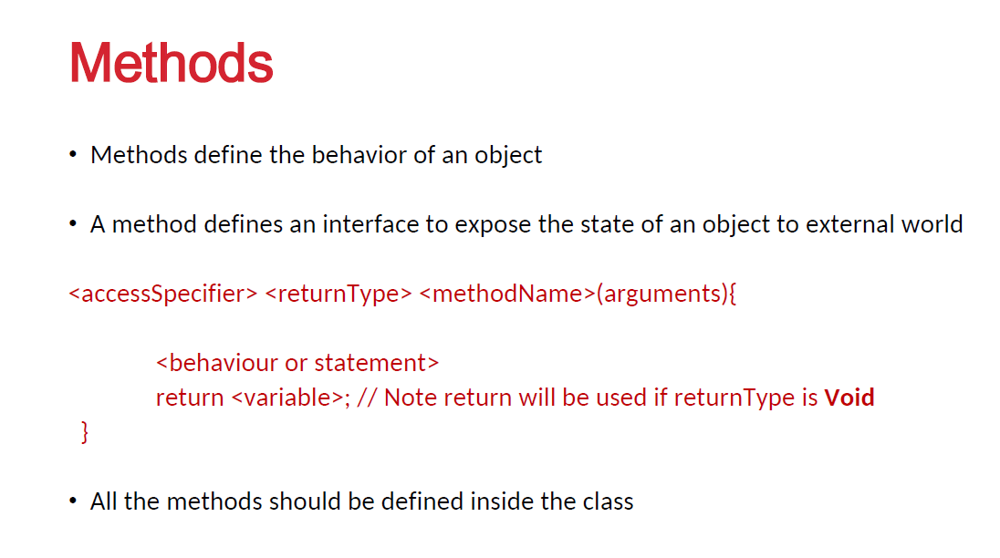 Methods
• Methods define the behavior of an object
• A method defines an interface to expose the state of an object to external world
<accessSpecifier> <returnType> <methodName>(arguments){
<behaviour or statement>
return <variable>; // Note return will be used if returnType is Void
}
• All the methods should be defined inside the class